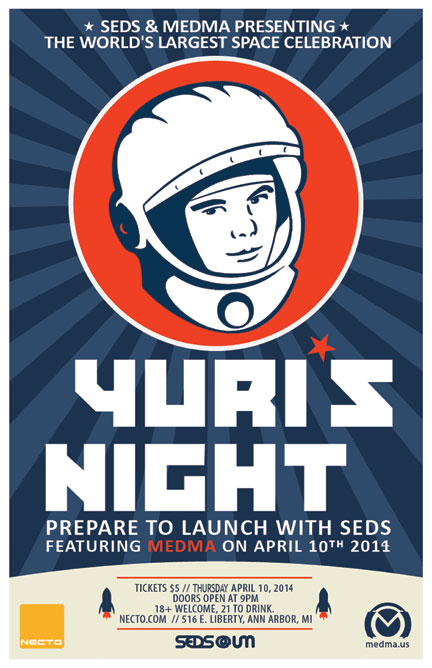 ★ SEDS & MEDMA PRESENTING ★
THE WORLD'S LARGEST SPACE CELEBRATION
YURI★S
NIGHT
PREPARE TO LAUNCH WITH SEDS
FEATURING MEDMA ON APRIL 10TH 2014
TICKETS $5 // THURSDAY APRIL 10, 2014
DOORS OPEN AT 9PM
18+ WELCOME, 21 TO DRINK.
NECTO.COM // 516 E. LIBERTY, ANN ARBOR, MI
NECTO
SEDS@UM
medma.us